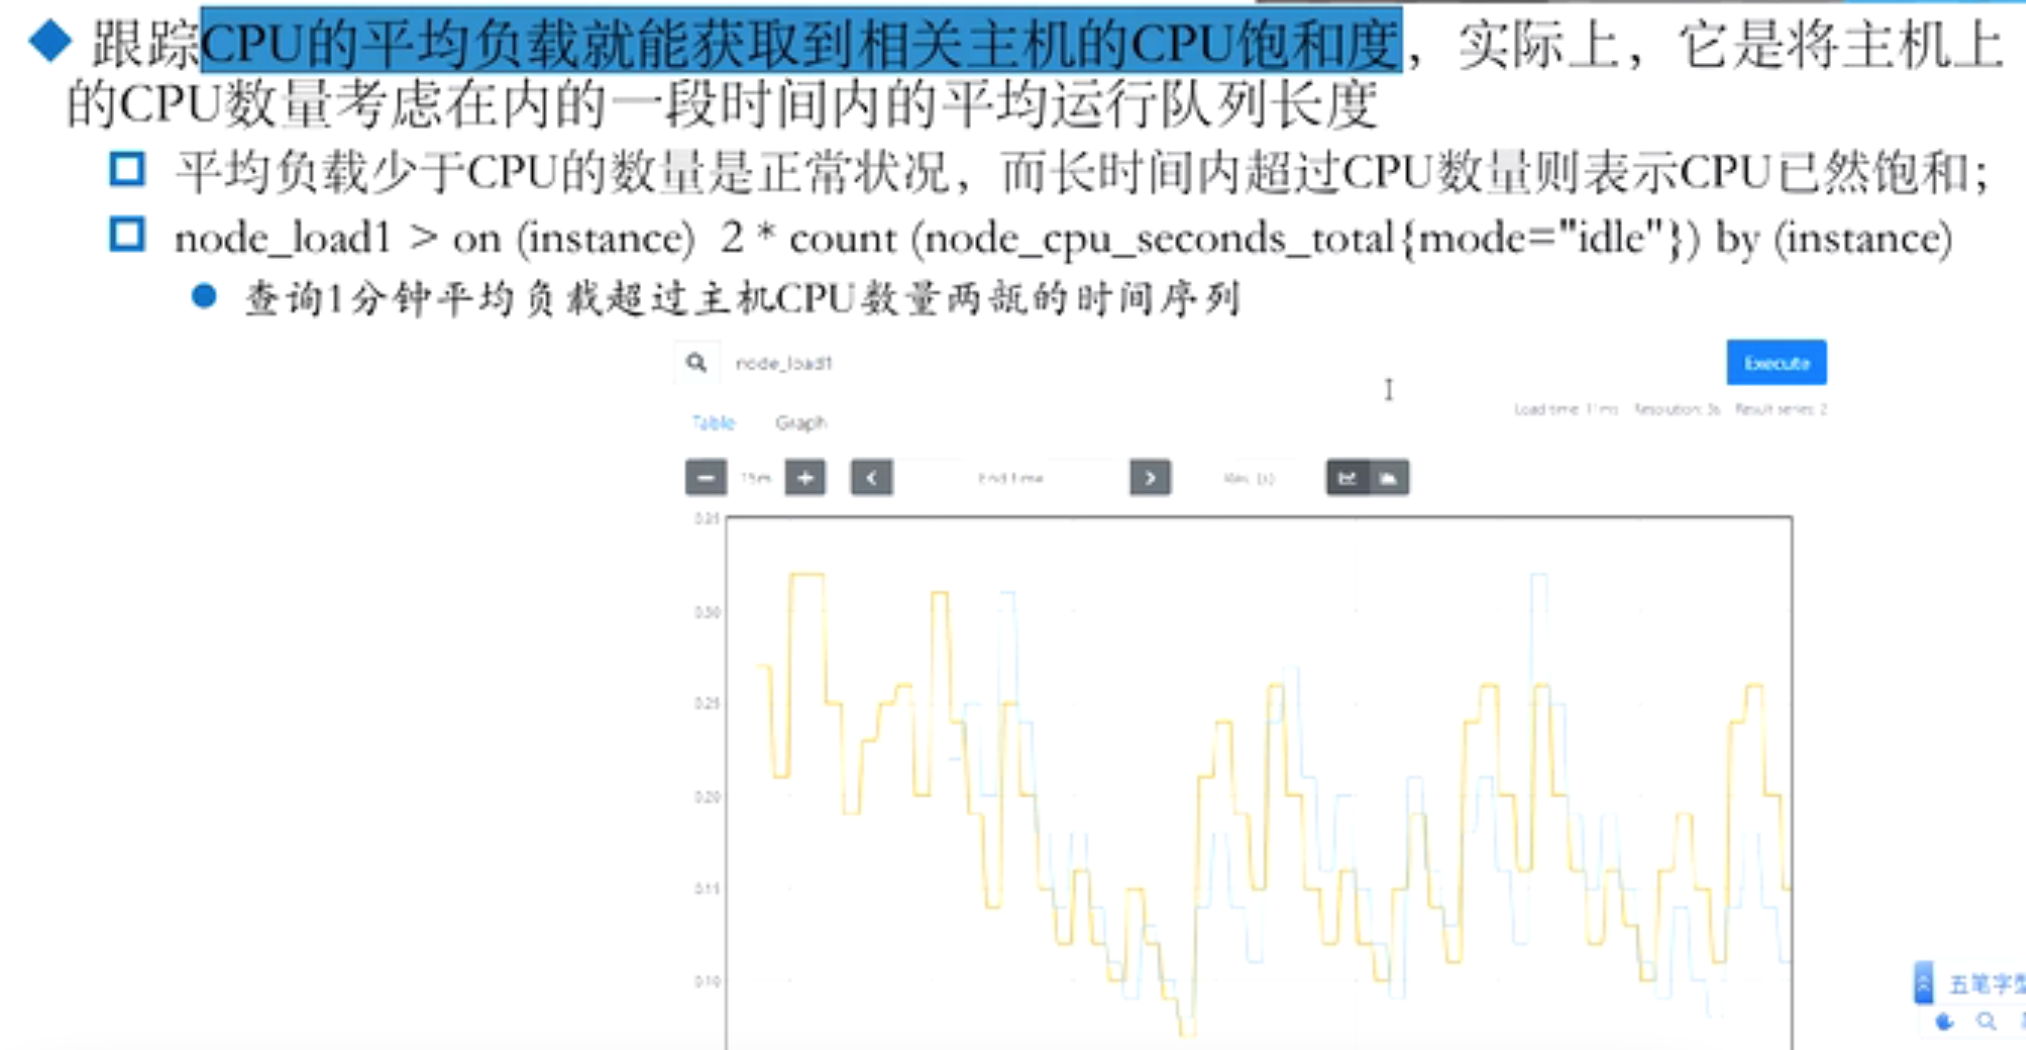 跟踪CPU的平均负载就能获取到相关主机的CPU饱和度，实际上，它是将主机上
的CPU数量考虑在内的一段时间内的平均运行队列长度
平均负载少于CPU的数量是正常状况，而长时间内超过CPU数量则表示CPU已然饱和；
node_load1 > on (instance) 2 * count (node_cpu_seconds_total{mode="idle"}) by (instance)
查询1分钟平均负载超过主机CPU数量两瓿的时间序列
node_load1
Execute
Load time: 11ms Resolution: 3s Result series: 2
Table Graph
15m End time Res. (s)
0.35
0.30
0.25
0.20
0.15
0.10
五笔字型